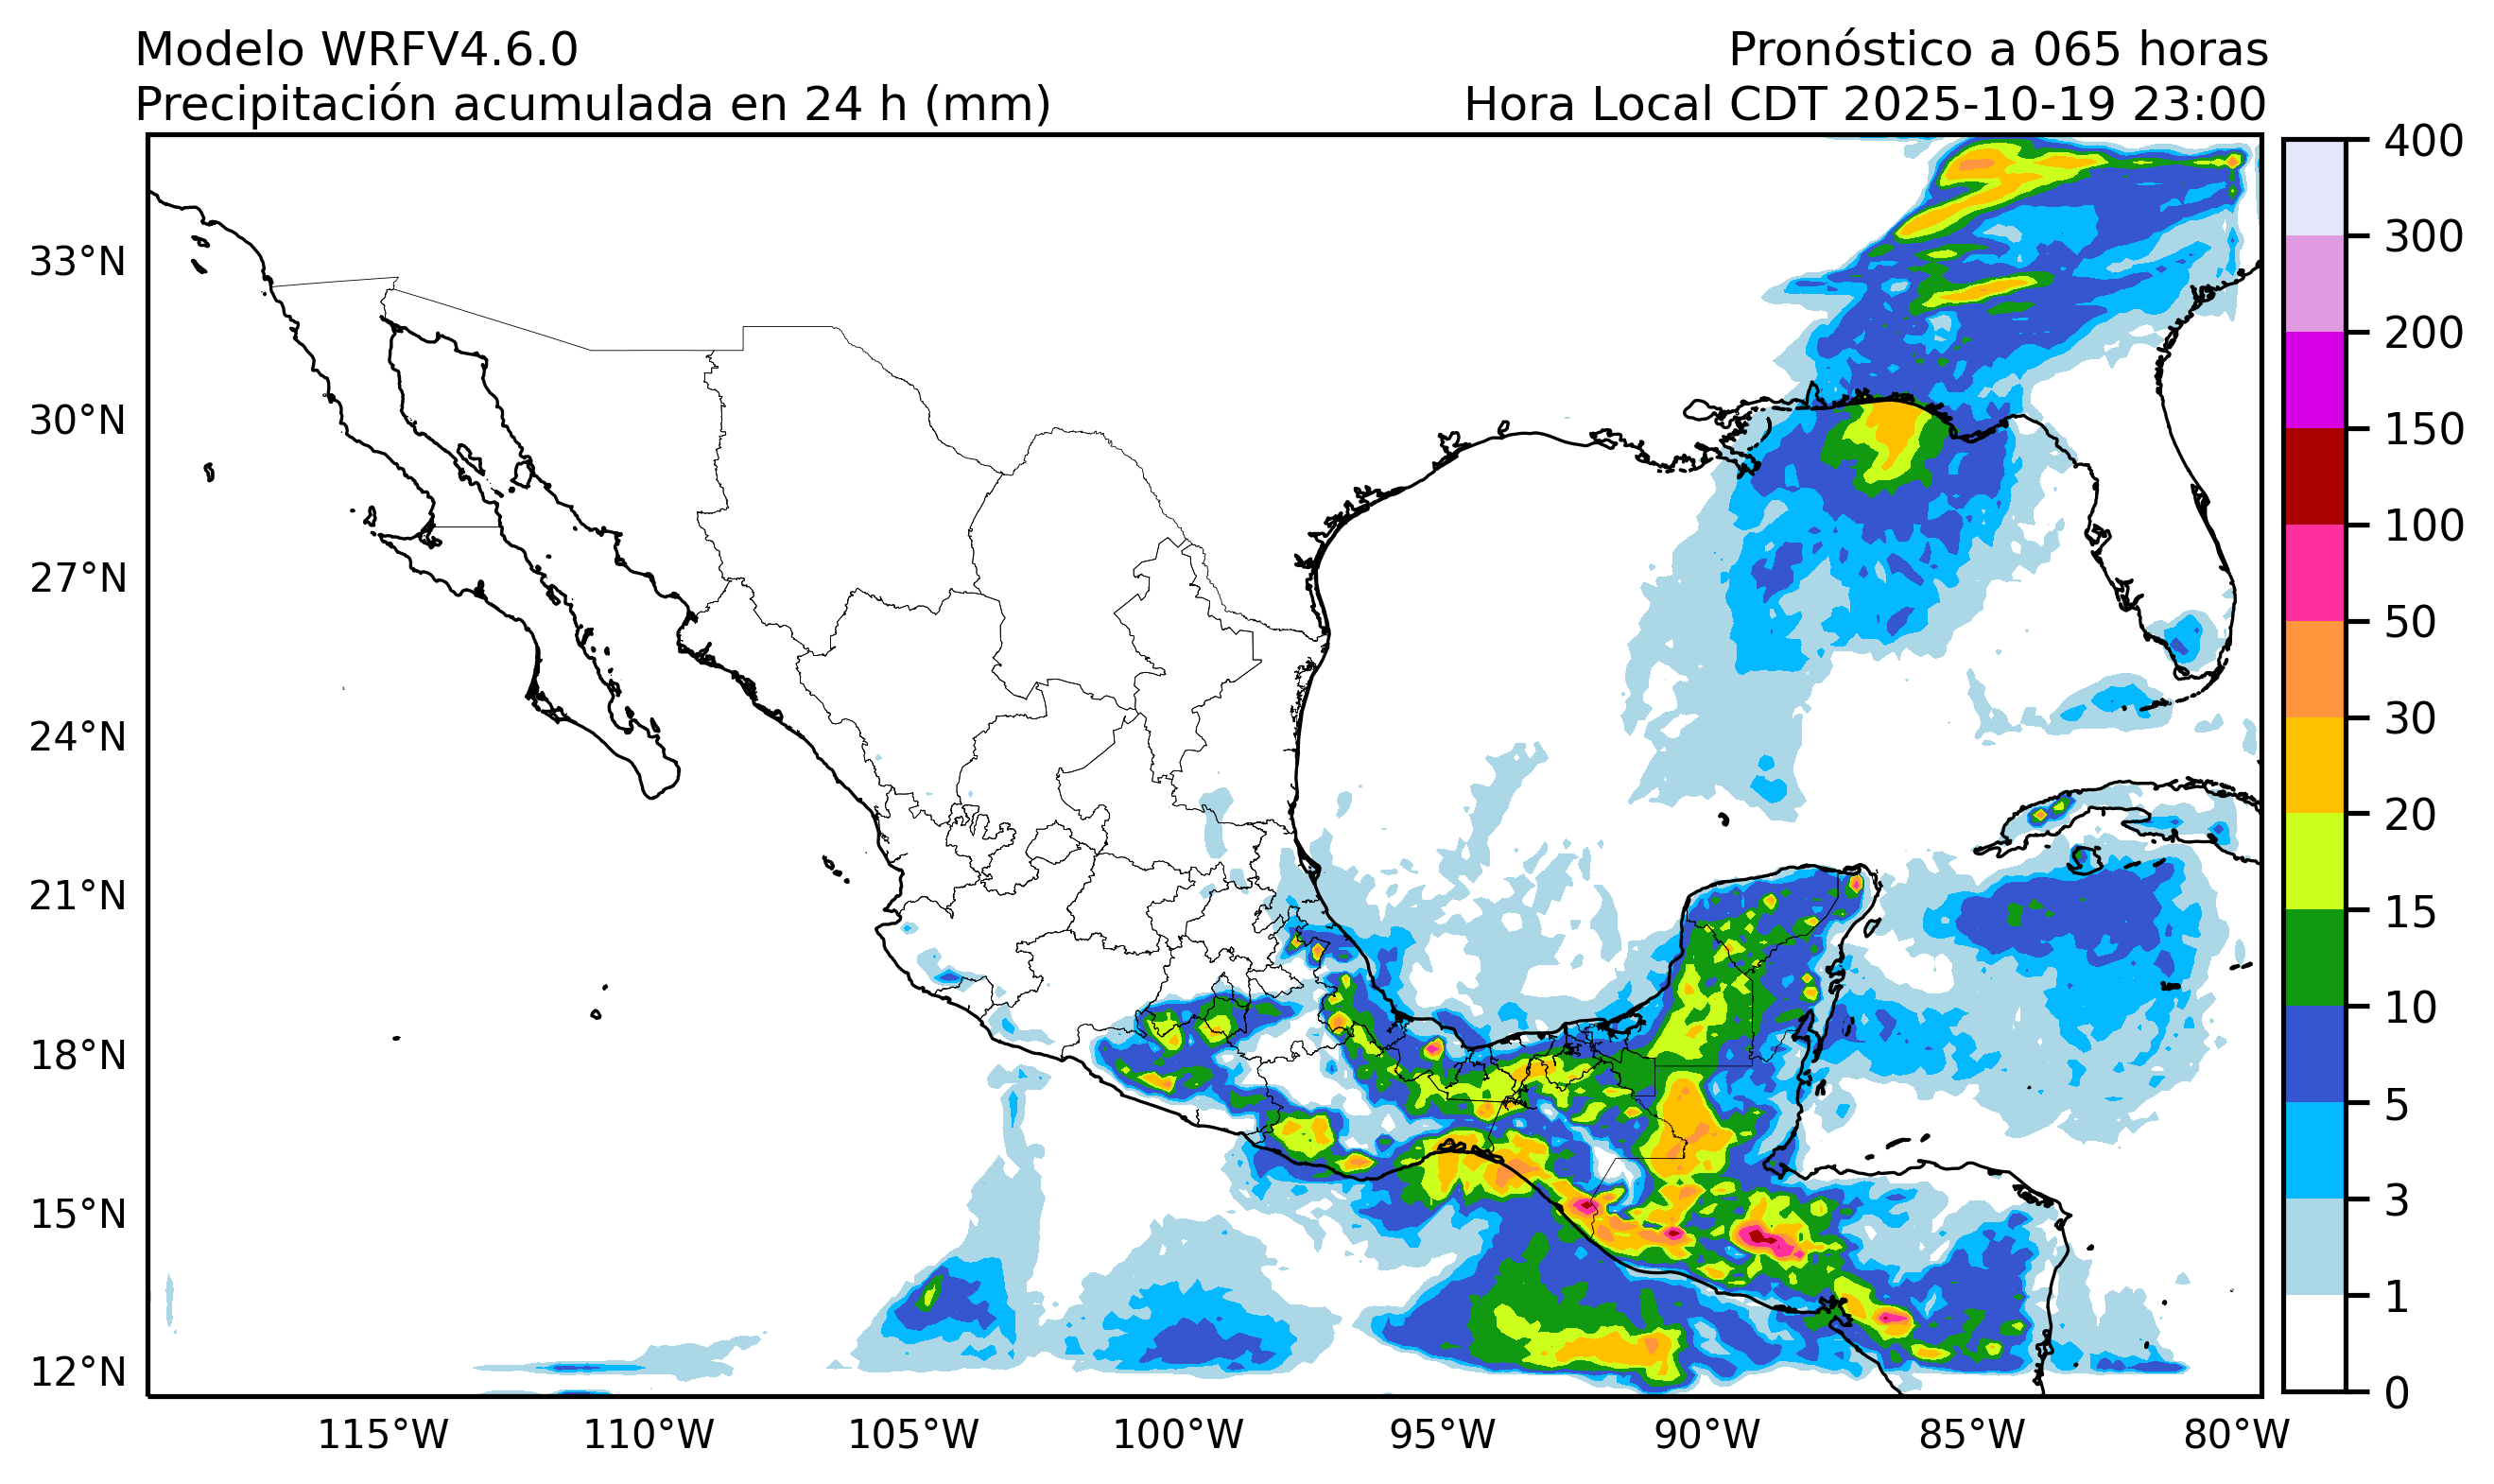 Modelo WRFV4.6.0
Pronóstico a 065 horas
Precipitación acumulada en 24 h (mm)
Hora Local CDT 2025-10-19 23:00
400
300
200
150
100
50
30
20
15
10
5
3
1
0
33°N
30°N
27°N
24°N
21°N
18°N
15°N
12°N
115°W
110°W
105°W
100°W
95°W
90°W
85°W
80°W